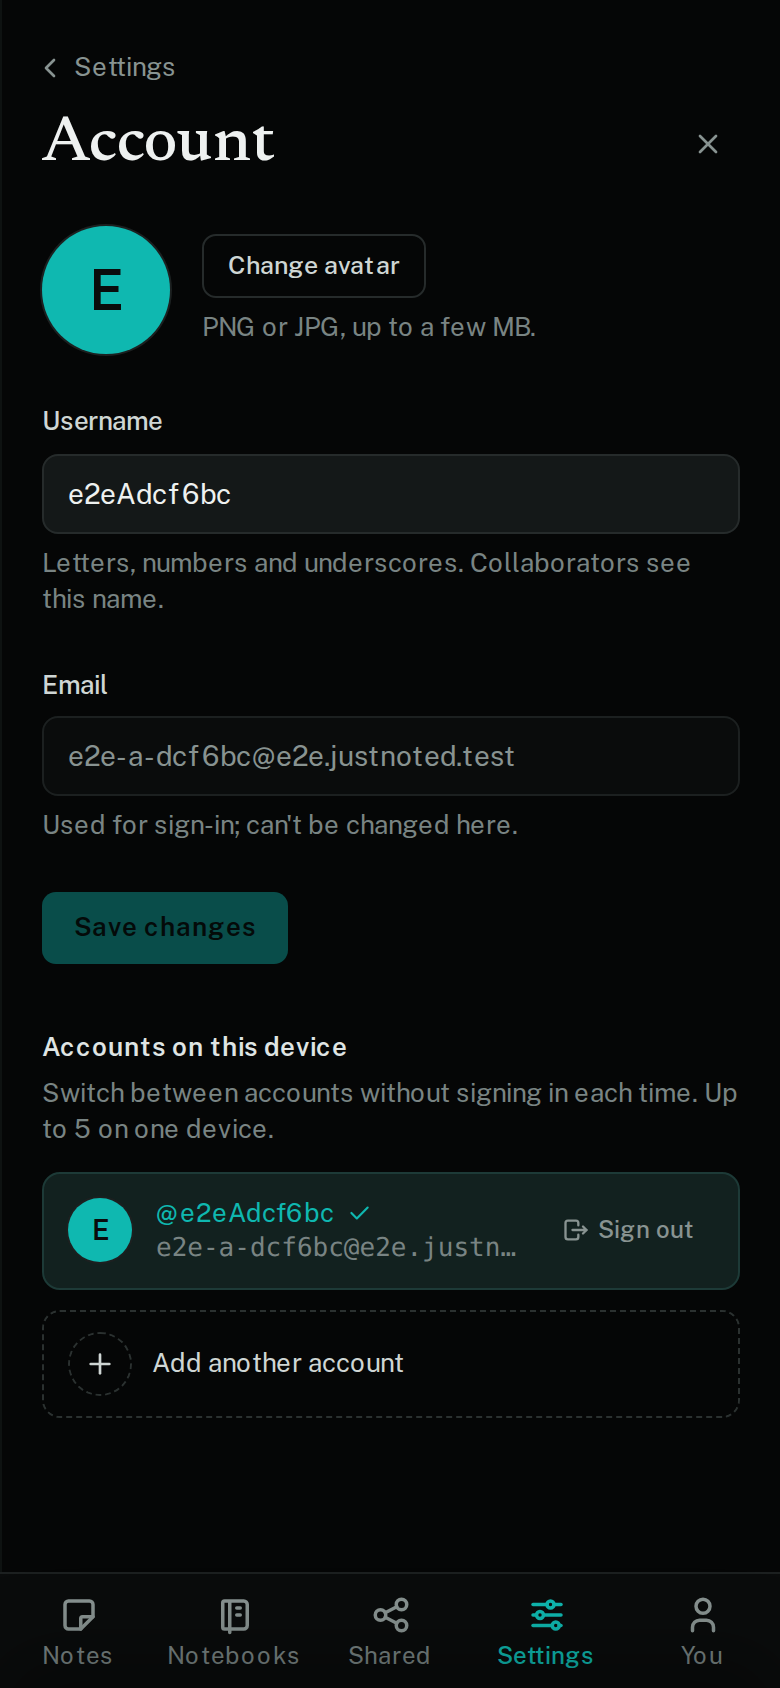 Settings
Account
E
Change avatar
PNG or JPG, up to a few MB.
Username
e2eAdcf6bc
Letters, numbers and underscores. Collaborators see
this name.
Email
e2e-a-dcf6bc@e2e.justnoted.test
Used for sign-in; can't be changed here.
Save changes
Accounts on this device
Switch between accounts without signing in each time. Up
to 5 on one device.
E
@e2eAdcf6bc
e2e-a-dcf6bc@e2e.justn…
Sign out
Add another account
Notes
Notebooks
Shared
Settings
You